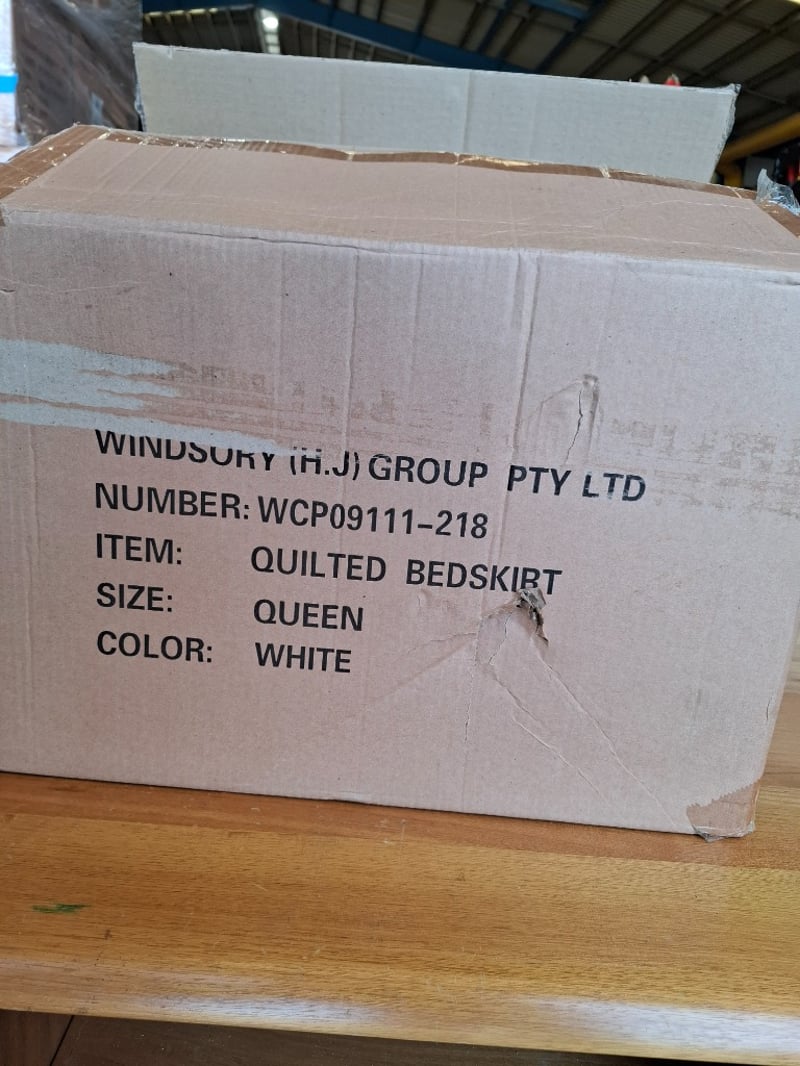 WINDSORY (H.J) GROUP PTY LTD
NUMBER: WCP09111-218
ITEM: QUILTED BEDSKIRT
SIZE: QUEEN
COLOR: WHITE